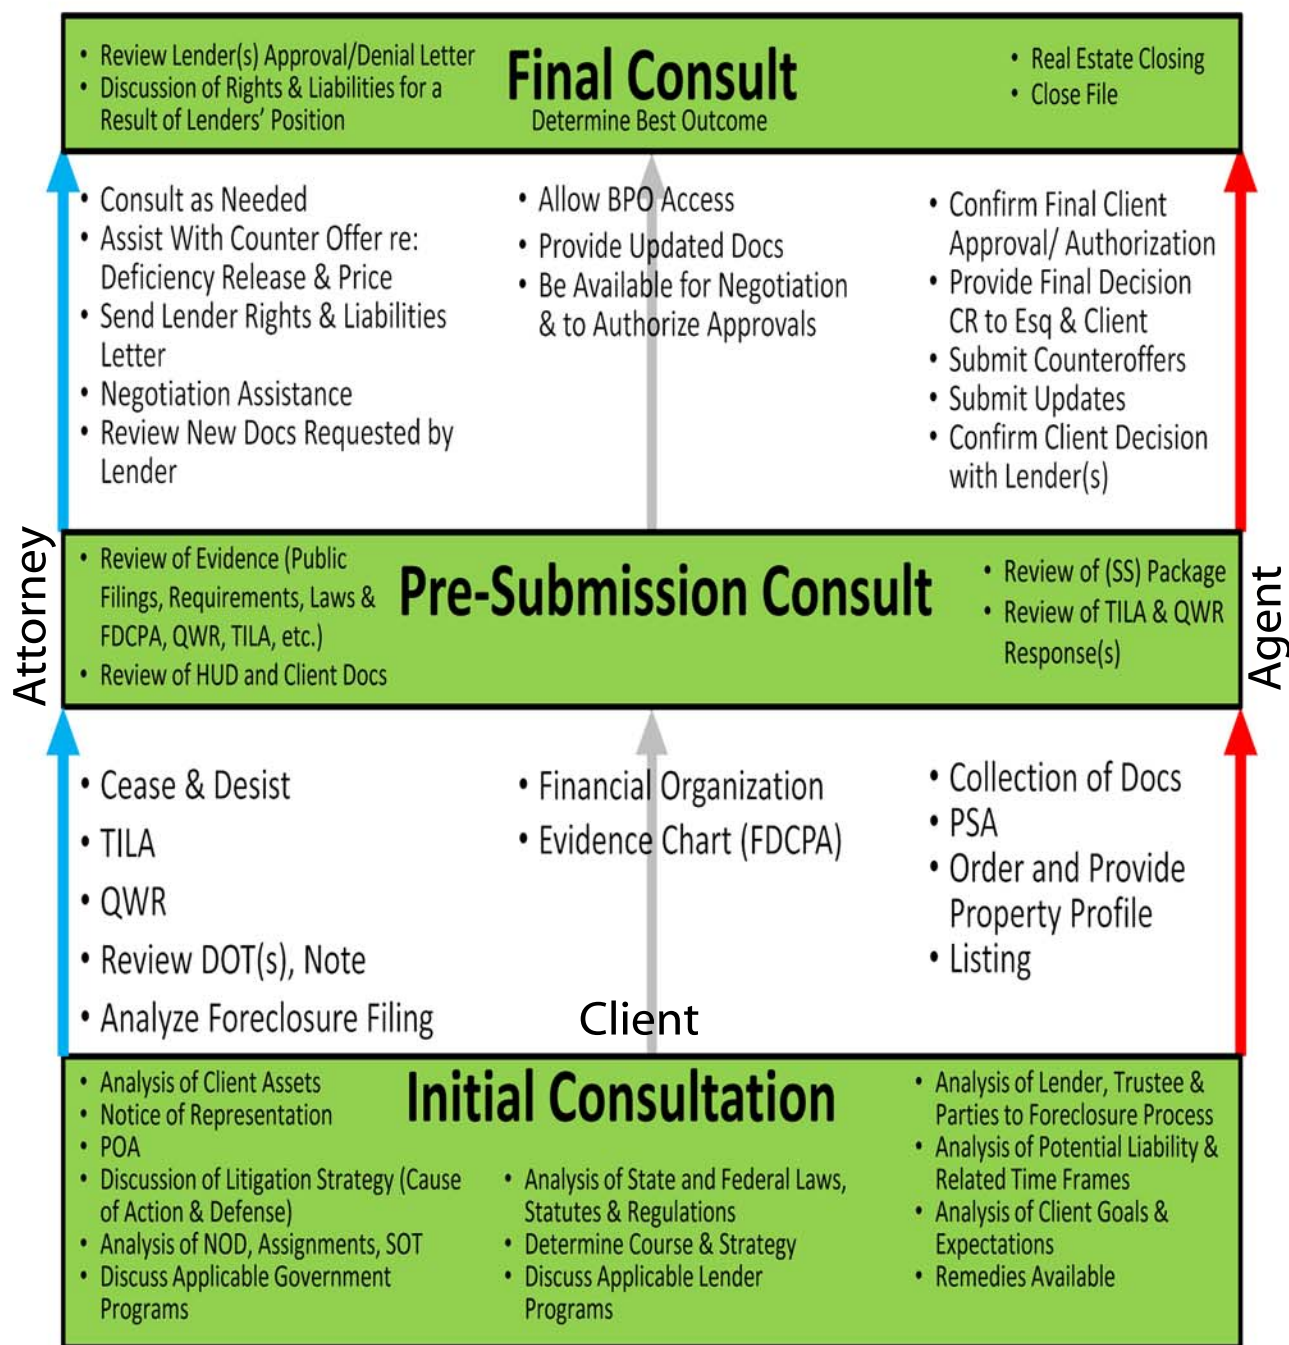 • Review Lender(s) Approval/Denial Letter
• Discussion of Rights & Liabilities for a
Result of Lenders' Position
Final Consult
Determine Best Outcome
• Real Estate Closing
• Close File
• Consult as Needed
• Assist With Counter Offer re:
Deficiency Release & Price
• Send Lender Rights & Liabilities
Letter
• Negotiation Assistance
• Review New Docs Requested by
Lender
• Allow BPO Access
• Provide Updated Docs
• Be Available for Negotiation
& to Authorize Approvals
• Confirm Final Client
Approval/ Authorization
• Provide Final Decision
CR to Esq & Client
• Submit Counteroffers
• Submit Updates
• Confirm Client Decision
with Lender(s)
Attorney
• Review of Evidence (Public
Filings, Requirements, Laws &
FDCPA, QWR, TILA, etc.)
• Review of HUD and Client Docs
Pre-Submission Consult
• Review of (SS) Package
• Review of TILA & QWR
Response(s)
Agent
• Cease & Desist
• TILA
• QWR
• Review DOT(s), Note
• Analyze Foreclosure Filing
• Financial Organization
• Evidence Chart (FDCPA)
Client
• Collection of Docs
• PSA
• Order and Provide
Property Profile
• Listing
Initial Consultation
• Analysis of Client Assets
• Notice of Representation
• POA
• Discussion of Litigation Strategy (Cause
of Action & Defense)
• Analysis of NOD, Assignments, SOT
• Discuss Applicable Government
Programs
• Analysis of State and Federal Laws,
Statutes & Regulations
• Determine Course & Strategy
• Discuss Applicable Lender
Programs
• Analysis of Lender, Trustee &
Parties to Foreclosure Process
• Analysis of Potential Liability &
Related Time Frames
• Analysis of Client Goals &
Expectations
• Remedies Available